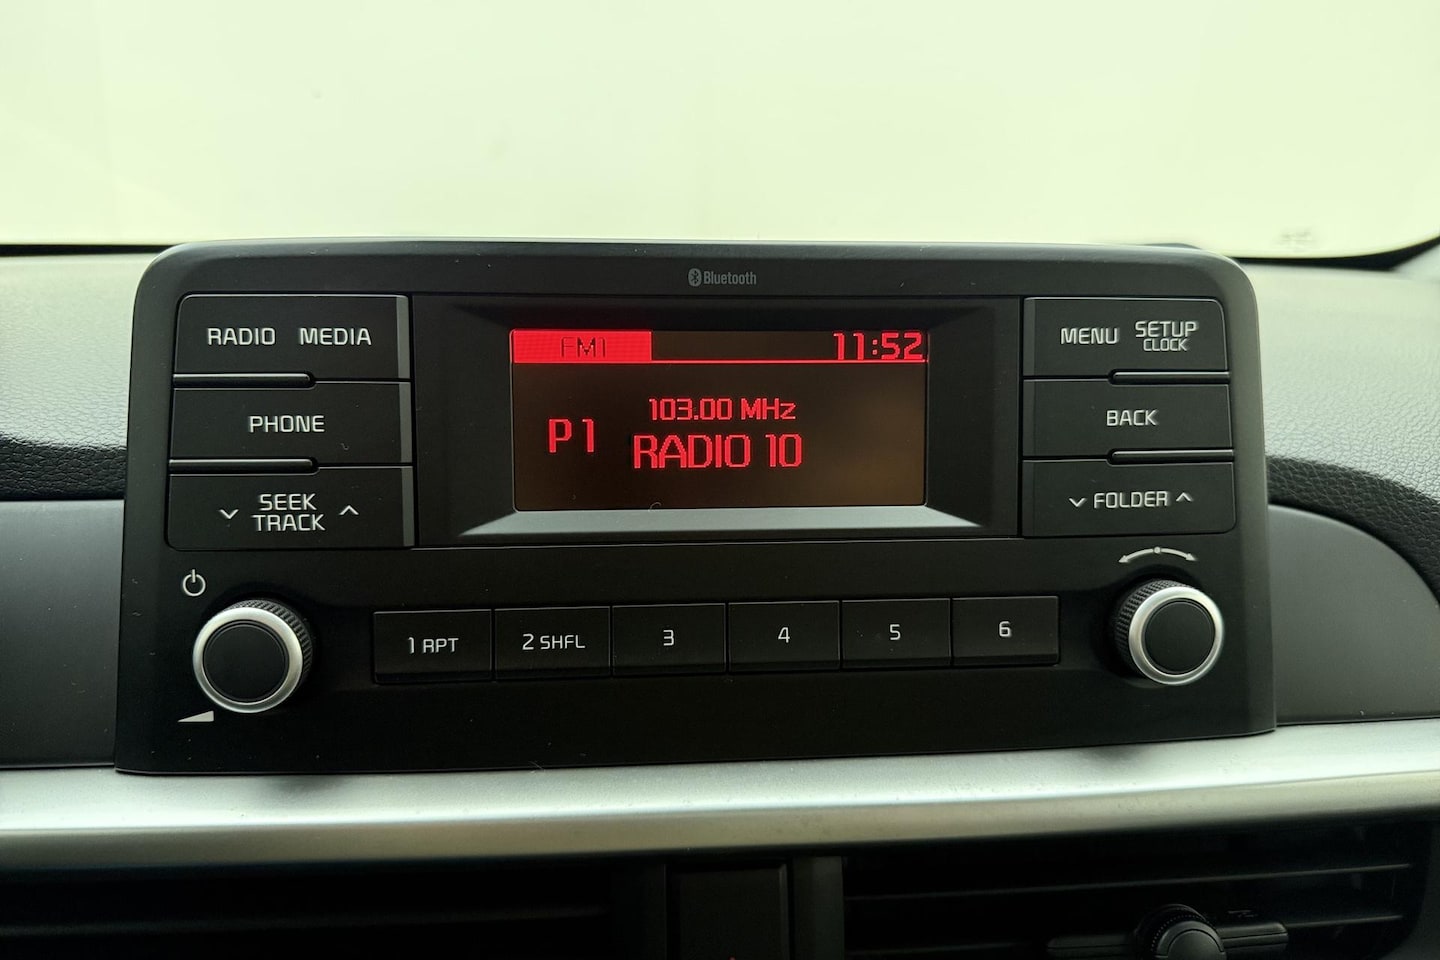 Bluetooth
RADIO MEDIA
PHONE
SEEK
TRACK
FM1 11:52
103.00 MHz
P1 RADIO 10
MENU SETUP
CLOCK
BACK
FOLDER
1 RPT 2 SHFL 3 4 5 6